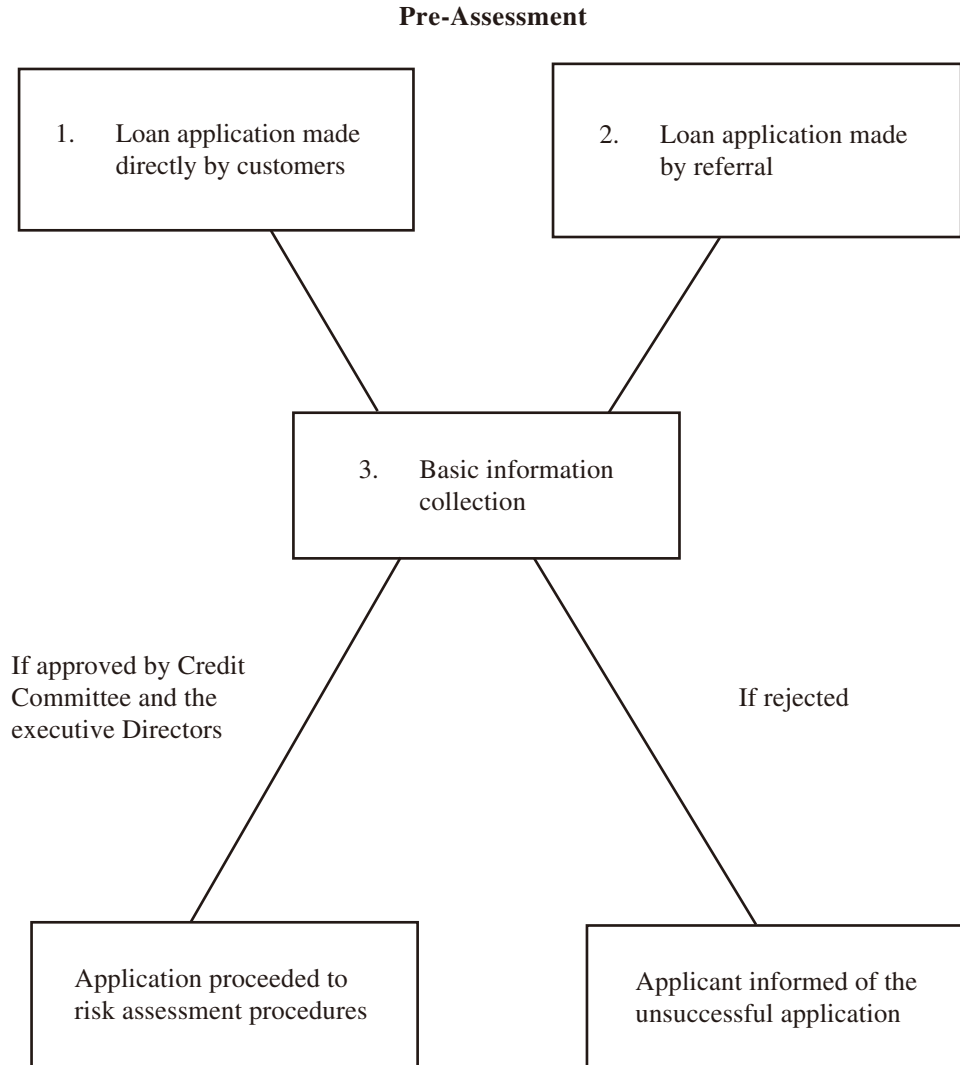 Pre-Assessment
1. Loan application made
directly by customers
2. Loan application made
by referral
3. Basic information
collection
If approved by Credit
Committee and the
executive Directors
If rejected
Application proceeded to
risk assessment procedures
Applicant informed of the
unsuccessful application